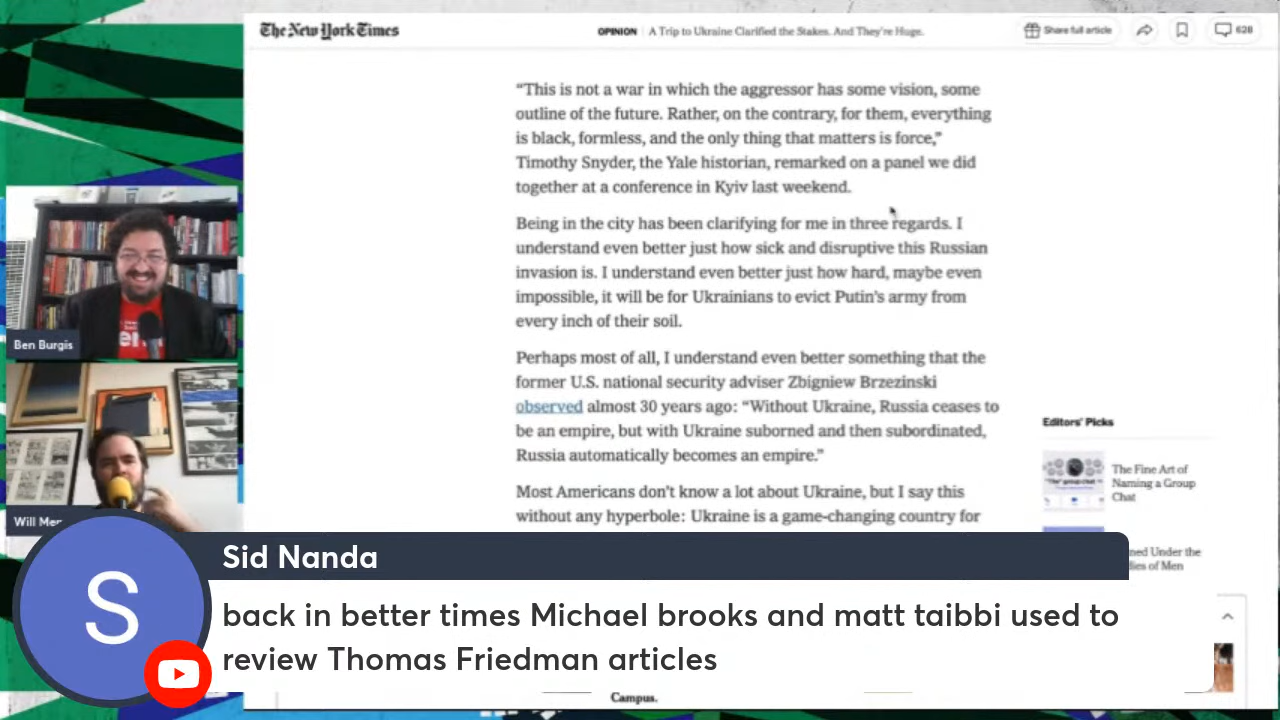 The New York Times
OPINION | A Trip to Ukraine Clarified the Stakes. And They're Huge.
Share full article
628
“This is not a war in which the aggressor has some vision, some
outline of the future. Rather, on the contrary, for them, everything
is black, formless, and the only thing that matters is force,”
Timothy Snyder, the Yale historian, remarked on a panel we did
together at a conference in Kyiv last weekend.
Being in the city has been clarifying for me in three regards. I
understand even better just how sick and disruptive this Russian
invasion is. I understand even better just how hard, maybe even
impossible, it will be for Ukrainians to evict Putin's army from
every inch of their soil.
Perhaps most of all, I understand even better something that the
former U.S. national security adviser Zbigniew Brzezinski
observed almost 30 years ago: “Without Ukraine, Russia ceases to
be an empire, but with Ukraine suborned and then subordinated,
Russia automatically becomes an empire.”
Most Americans don't know a lot about Ukraine, but I say this
without any hyperbole: Ukraine is a game-changing country for
Editors' Picks
The Fine Art of
Naming a Group
Chat
Under the
of Men
Campus.
Ben Burgis
Will
S
Sid Nanda
back in better times Michael brooks and matt taibbi used to
review Thomas Friedman articles